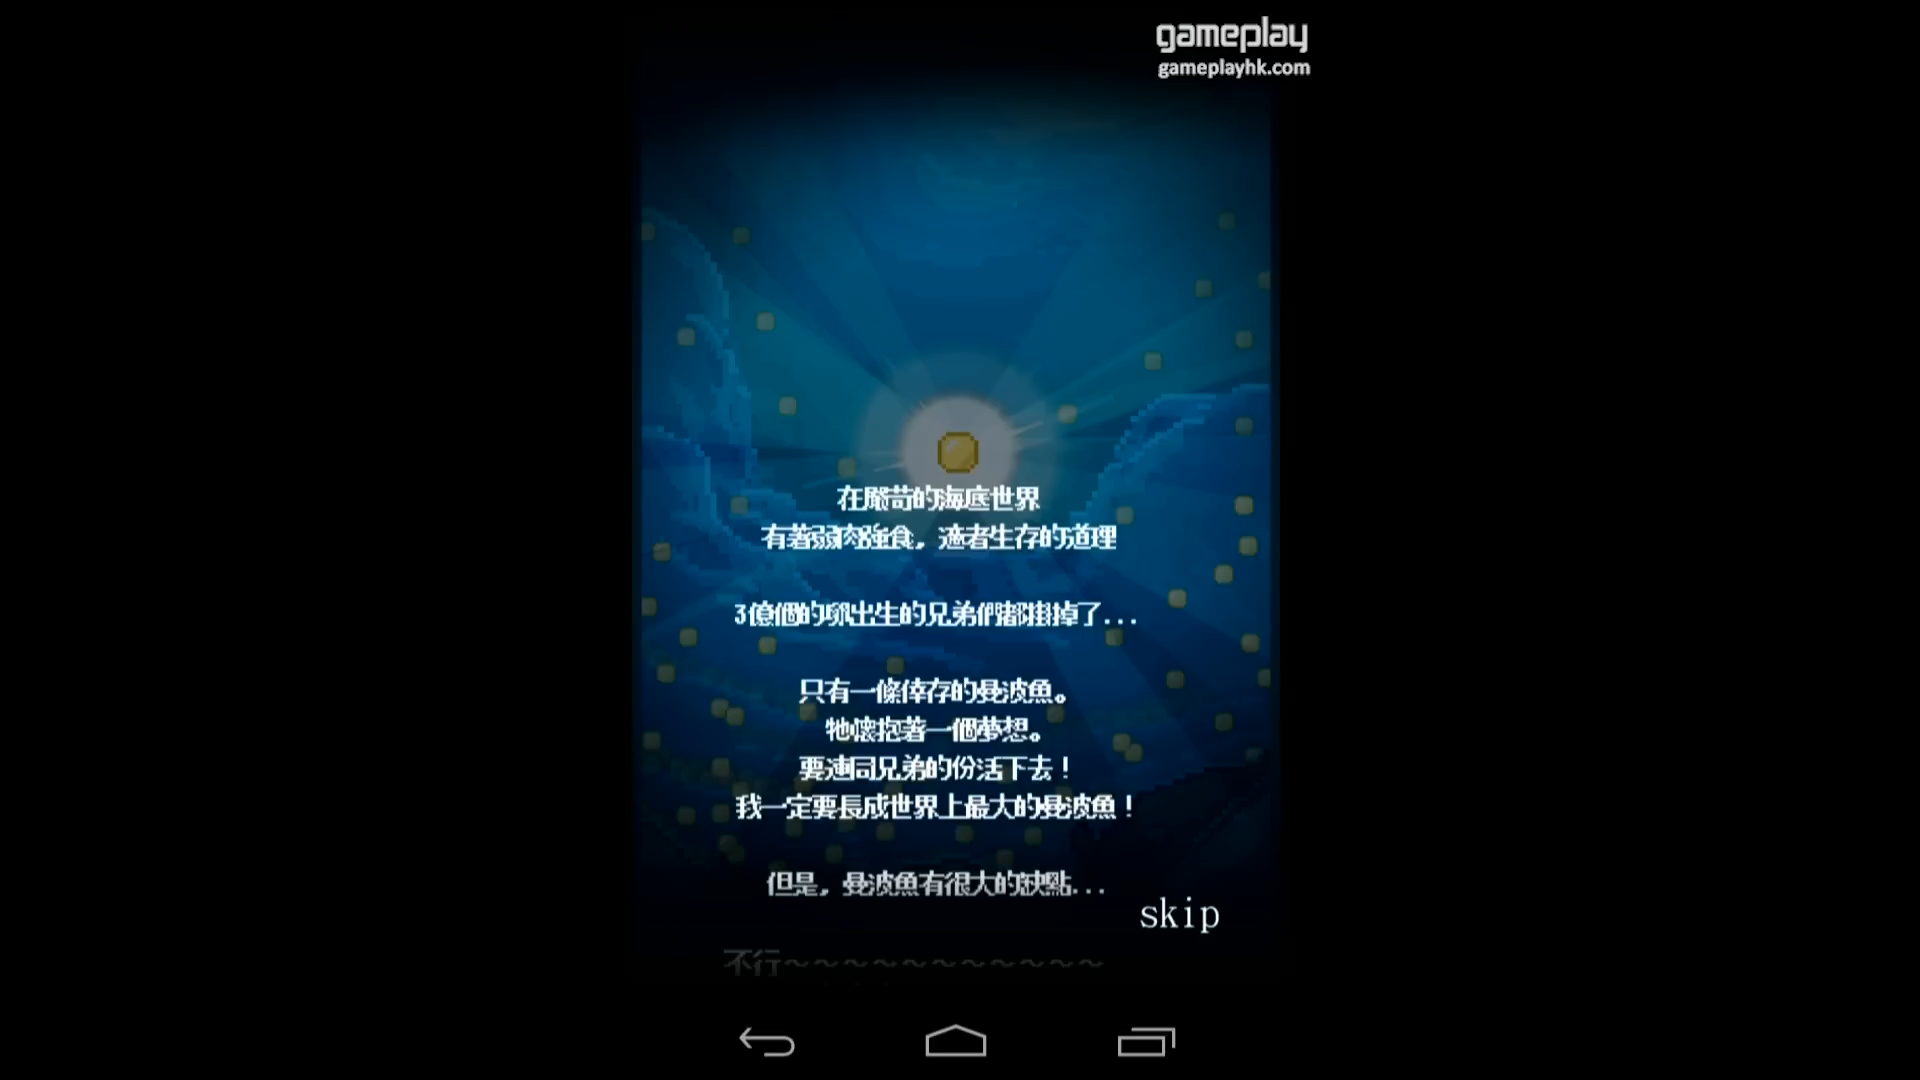 gameplay
gameplayhk.com
在嚴苛的海底世界
有著弱肉強食，適者生存的道理
3億個的卵出生的兄弟們都掛掉了...
只有一條倖存的曼波魚。
牠懷抱著一個夢想。
要連同兄弟的份活下去！
我一定要長成世界上最大的曼波魚！
但是，曼波魚有很大的缺點...
skip
不行～～～～～～～～～～～